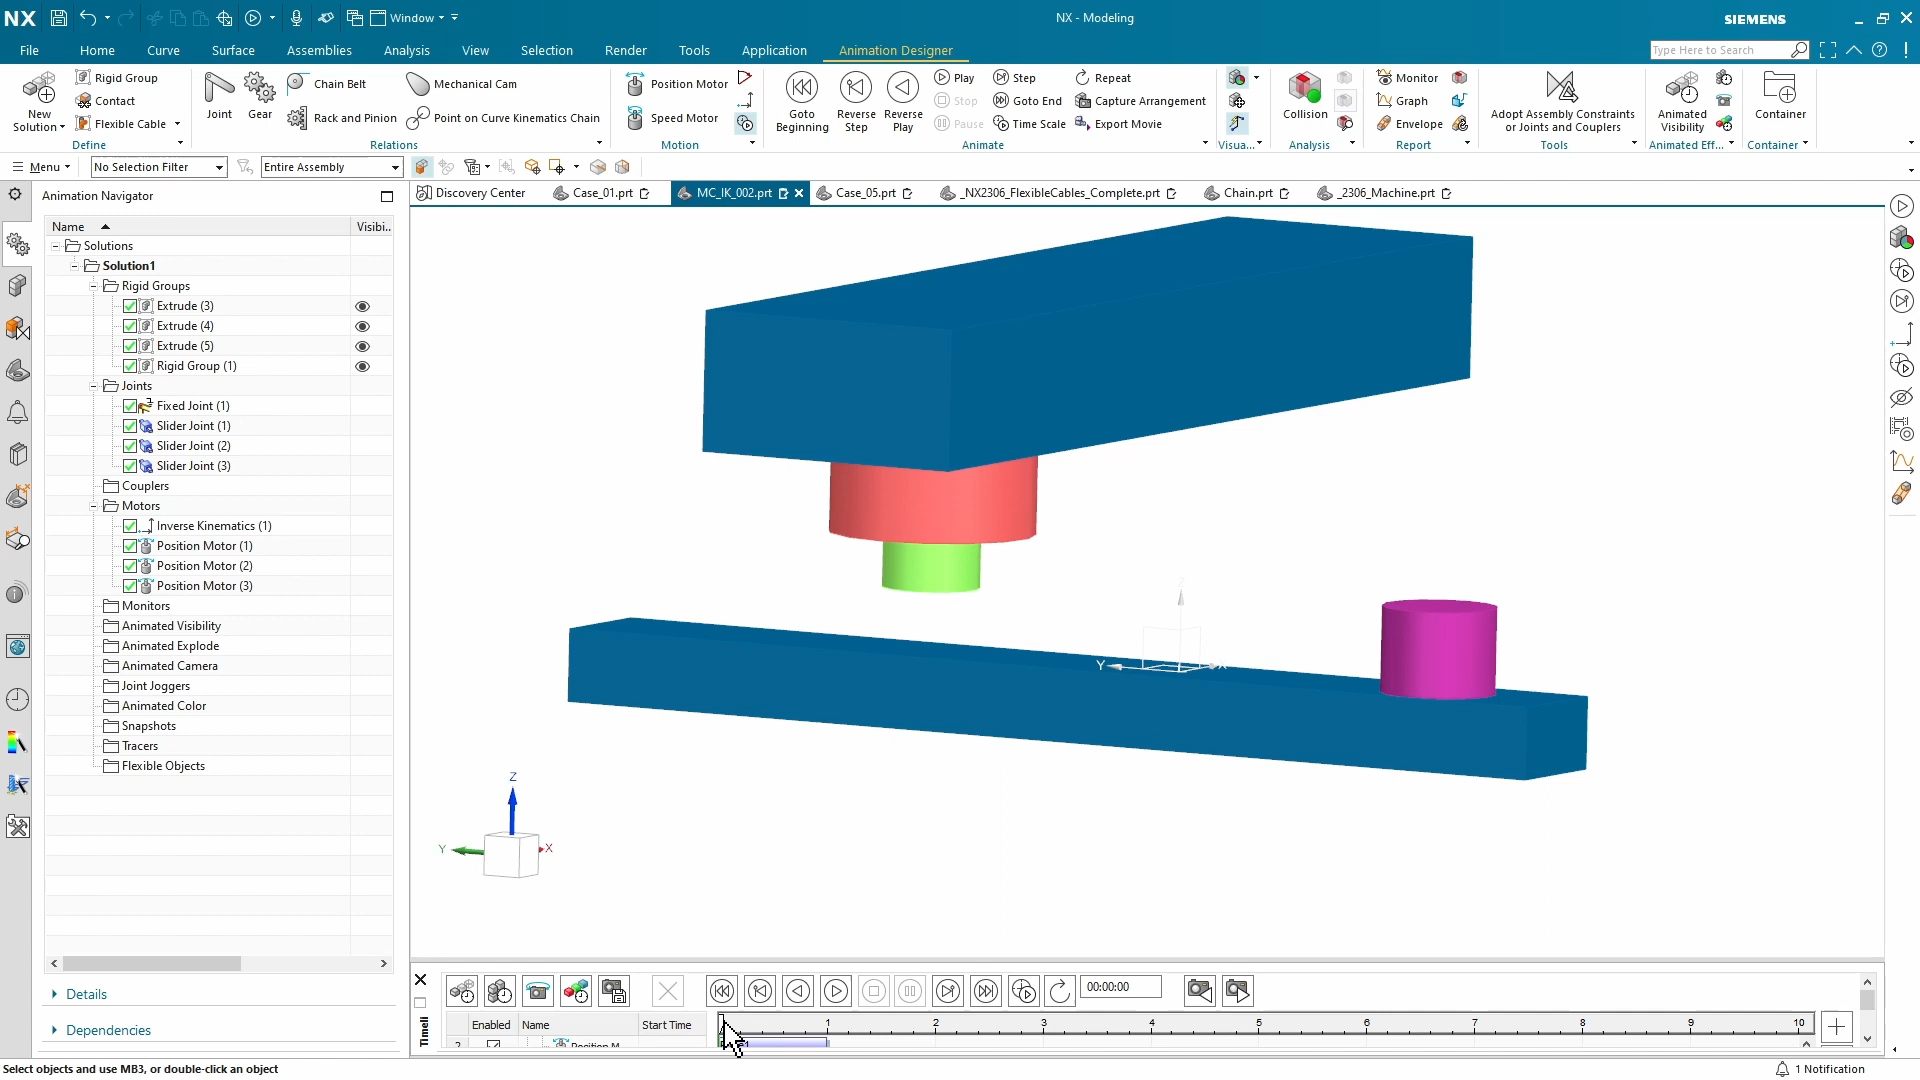 NX
Window
NX - Modeling
SIEMENS
File
Home
Curve
Surface
Assemblies
Analysis
View
Selection
Render
Tools
Application
Animation Designer
Type Here to Search
New
Solution
Rigid Group
Contact
Flexible Cable
Define
Joint
Gear
Chain Belt
Rack and Pinion
Mechanical Cam
Point on Curve Kinematics Chain
Relations
Position Motor
Speed Motor
Motion
Goto
Beginning
Reverse
Step
Reverse
Play
Play
Stop
Pause
Step
Goto End
Time Scale
Repeat
Capture Arrangement
Export Movie
Animate
Visua...
Collision
Analysis
Monitor
Graph
Envelope
Report
Adopt Assembly Constraints
or Joints and Couplers
Tools
Animated
Visibility
Animated Eff...
Container
Container
Menu
No Selection Filter
Entire Assembly
Animation Navigator
Discovery Center
Case_01.prt
MC_IK_002.prt
Case_05.prt
_NX2306_FlexibleCables_Complete.prt
Chain.prt
_2306_Machine.prt
Name
Visibi..
Solutions
Solution1
Rigid Groups
Extrude (3)
Extrude (4)
Extrude (5)
Rigid Group (1)
Joints
Fixed Joint (1)
Slider Joint (1)
Slider Joint (2)
Slider Joint (3)
Couplers
Motors
Inverse Kinematics (1)
Position Motor (1)
Position Motor (2)
Position Motor (3)
Monitors
Animated Visibility
Animated Explode
Animated Camera
Joint Joggers
Animated Color
Snapshots
Tracers
Flexible Objects
Details
Dependencies
Z
Y
X
Z
Y
X
Timeli
00:00:00
Enabled
Name
Start Time
1
2
3
4
5
6
7
8
9
10
2
Position M
Select objects and use MB3, or double-click an object
1 Notification